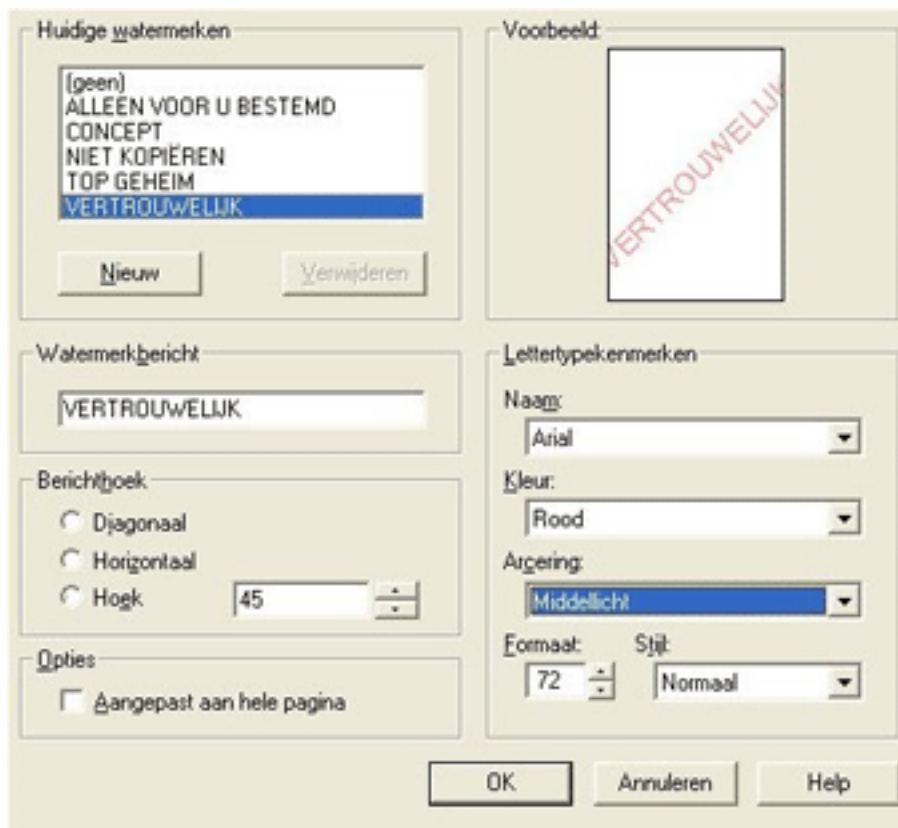 Huidige watermerken
(geen)
ALLEEN VOOR U BESTEMD
CONCEPT
NIET KOPIËREN
TOP GEHEIM
VERTROUWELIJK
Nieuw
Verwijderen
Voorbeeld:
VERTROUWELIJK
Watermerkbericht
VERTROUWELIJK
Berichthoek
Diagonaal
Horizontaal
Hoek 45
Opties
Aangepast aan hele pagina
Lettertypekenmerken
Naam:
Arial
Kleur:
Rood
Arcering:
Middellicht
Formaat: Stijl:
72 Normaal
OK Annuleren Help